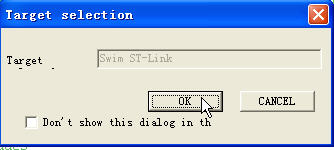 Target selection
Target
Swim ST-Link
OK
CANCEL
Don't show this dialog in th